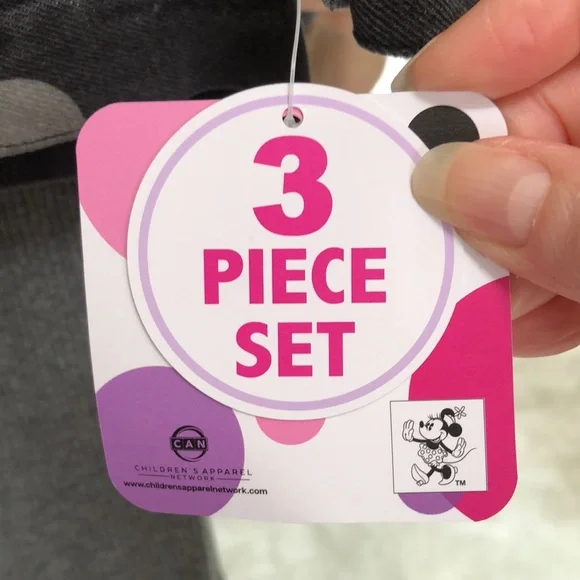 3
PIECE
SET
CAN
CHILDREN'S APPAREL
NETWORK
www.childrensapparelnetwork.com
TM